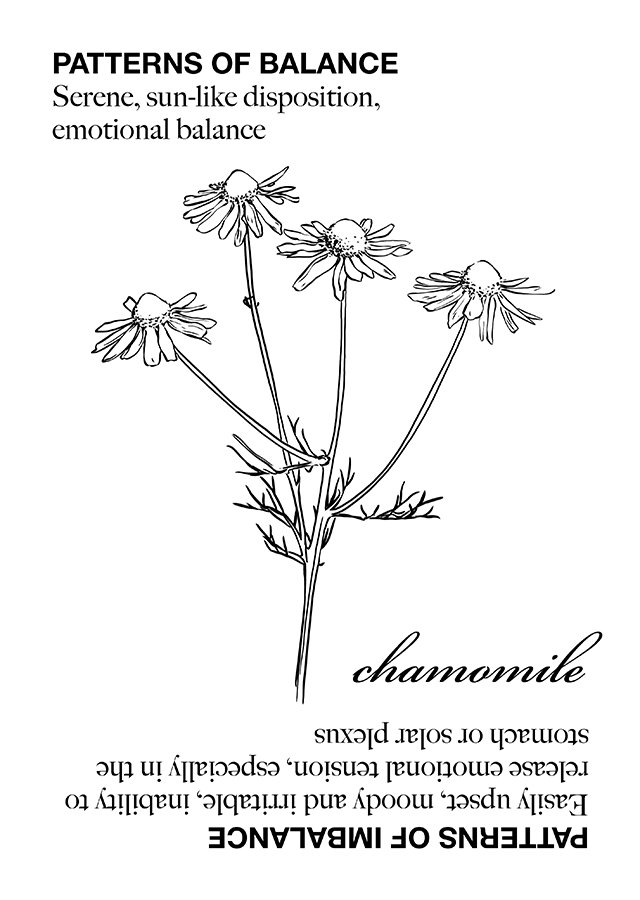 PATTERNS OF BALANCE
Serene, sun-like disposition,
emotional balance
chamomile
PATTERNS OF IMBALANCE
Easily upset, moody and irritable, inability to
release emotional tension, especially in the
stomach or solar plexus